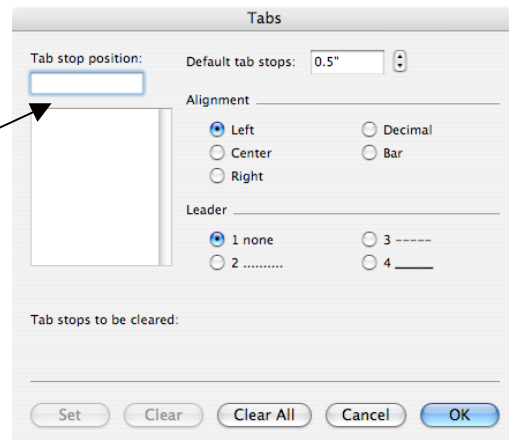 Tabs
Tab stop position:
Default tab stops: 0.5"
Alignment
Left
Decimal
Center
Bar
Right
Leader
1 none
3 -----
2 ..........
4 _____
Tab stops to be cleared:
Set
Clear
Clear All
Cancel
OK